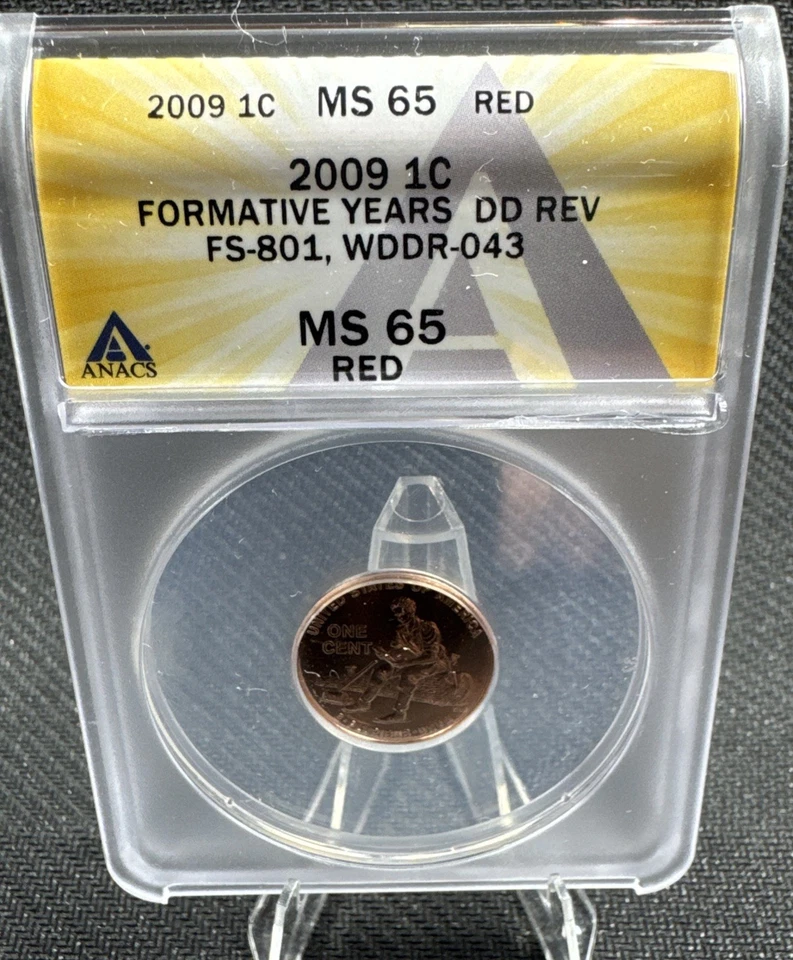 2009 1C MS 65 RED
2009 1C
FORMATIVE YEARS DD REV
FS-801, WDDR-043
MS 65
RED
ANACS
UNITED STATES OF AMERICA
ONE
CENT